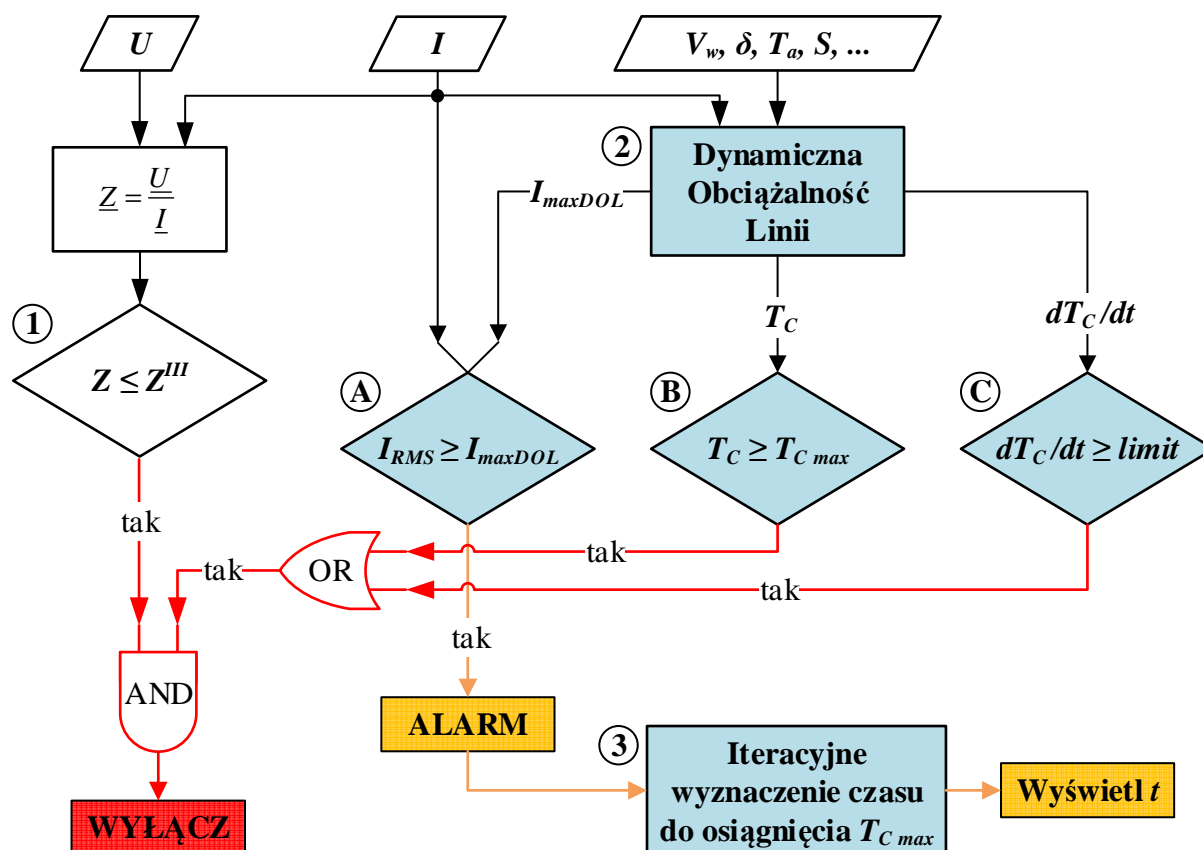 U
I
V_w, δ, T_a, S, ...
Z = U / I
2
Dynamiczna
Obciążalność
Linii
I_maxDOL
1
T_C
dT_C/dt
Z ≤ Z^III
A
I_RMS ≥ I_maxDOL
B
T_C ≥ T_C max
C
dT_C/dt ≥ limit
tak
tak
OR
tak
tak
tak
AND
ALARM
3
Iteracyjne
wyznaczenie czasu
do osiągnięcia T_C max
Wyświetl t
WYŁĄCZ